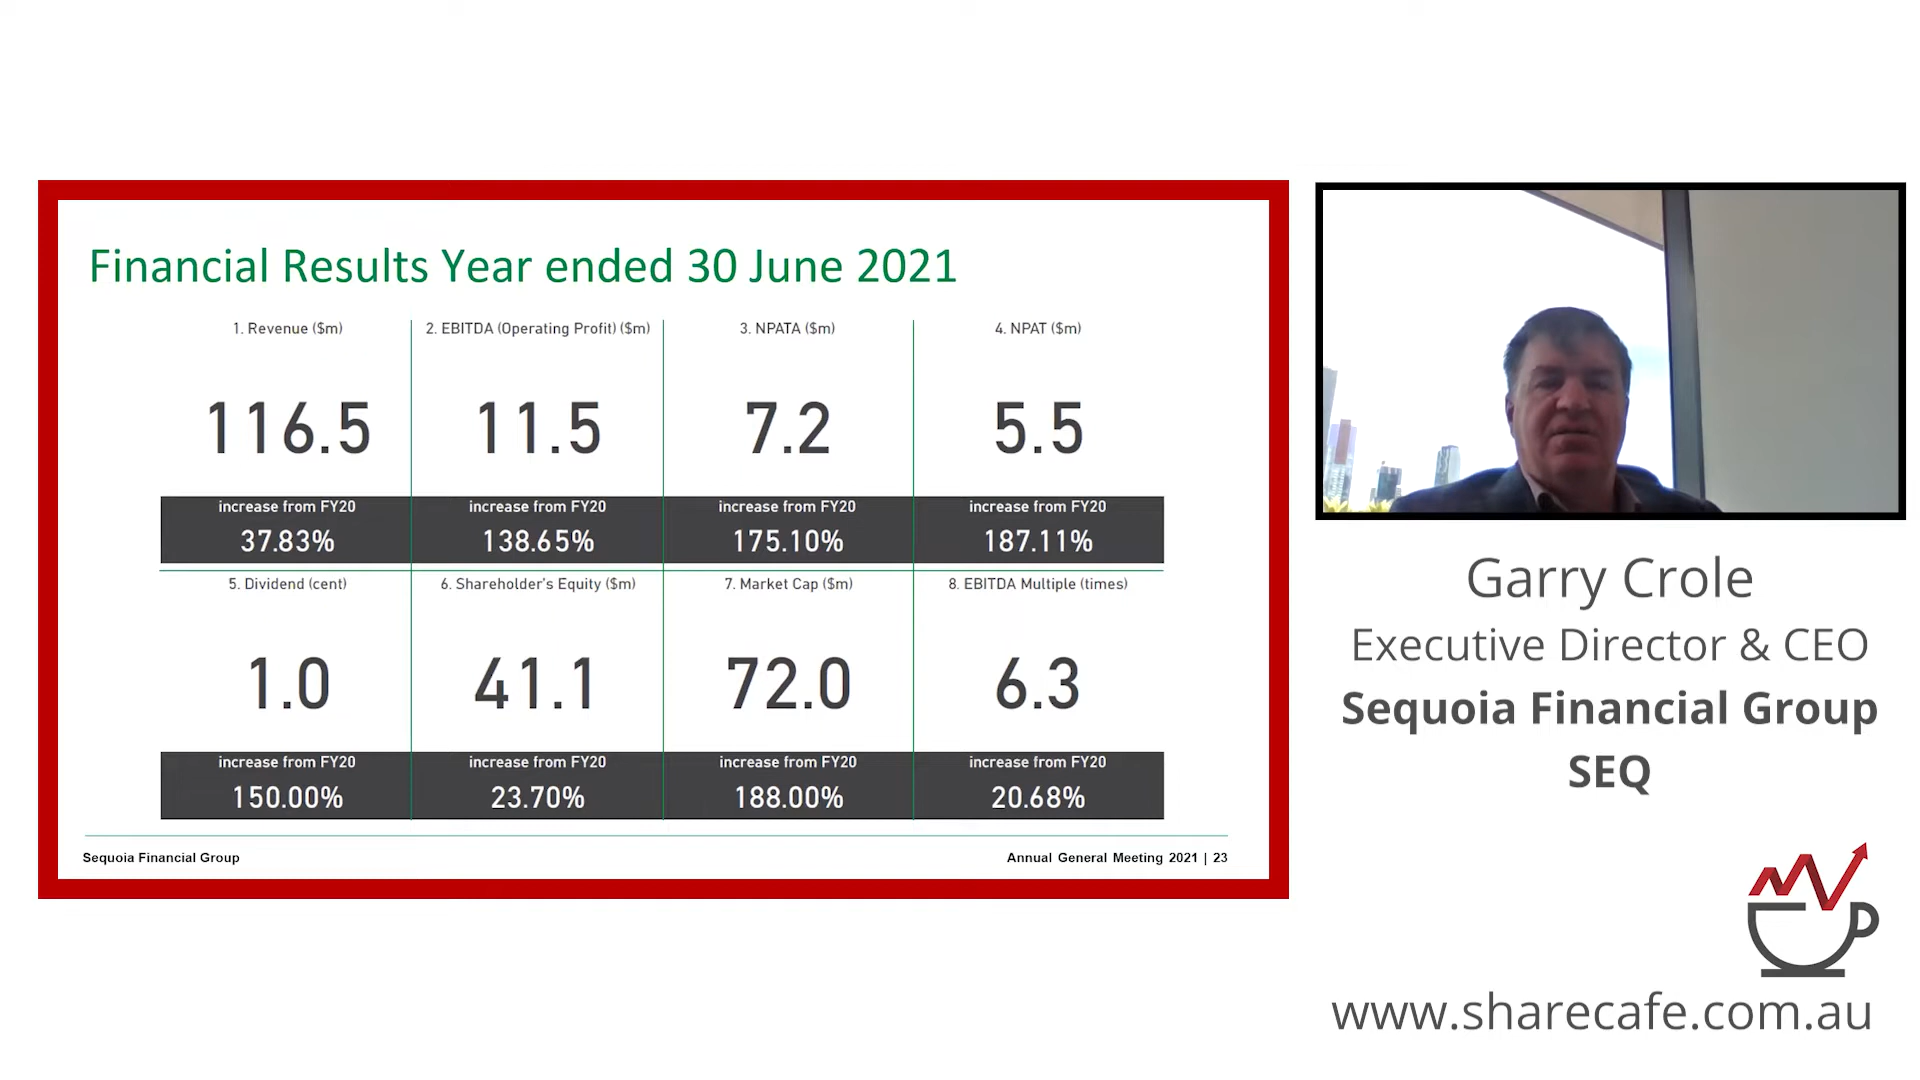 Financial Results Year ended 30 June 2021
1. Revenue ($m)
116.5
increase from FY20
37.83%
2. EBITDA (Operating Profit) ($m)
11.5
increase from FY20
138.65%
3. NPATA ($m)
7.2
increase from FY20
175.10%
4. NPAT ($m)
5.5
increase from FY20
187.11%
5. Dividend (cent)
1.0
increase from FY20
150.00%
6. Shareholder's Equity ($m)
41.1
increase from FY20
23.70%
7. Market Cap ($m)
72.0
increase from FY20
188.00%
8. EBITDA Multiple (times)
6.3
increase from FY20
20.68%
Sequoia Financial Group
Annual General Meeting 2021 | 23
Garry Crole
Executive Director & CEO
Sequoia Financial Group
SEQ
www.sharecafe.com.au